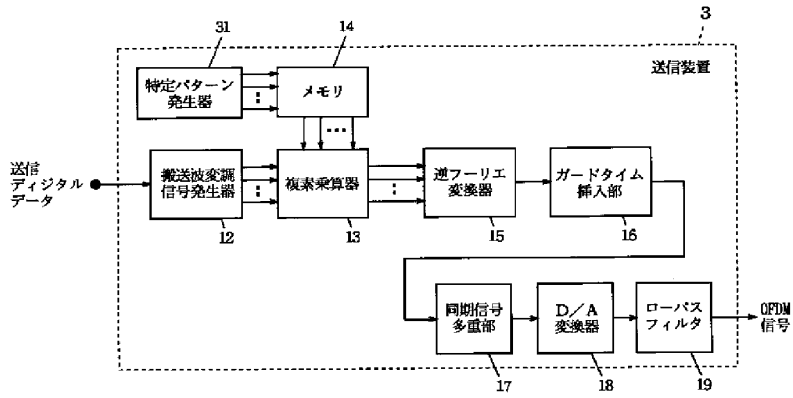 31
14
3
特定パターン
発生器
メモリ
送信装置
送信
ディジタル
データ
搬送波変調
信号発生器
複素乗算器
逆フーリエ
変換器
ガードタイム
挿入部
12
13
15
16
同期信号
多重部
D／A
変換器
ローパス
フィルタ
OFDM
信号
17
18
19